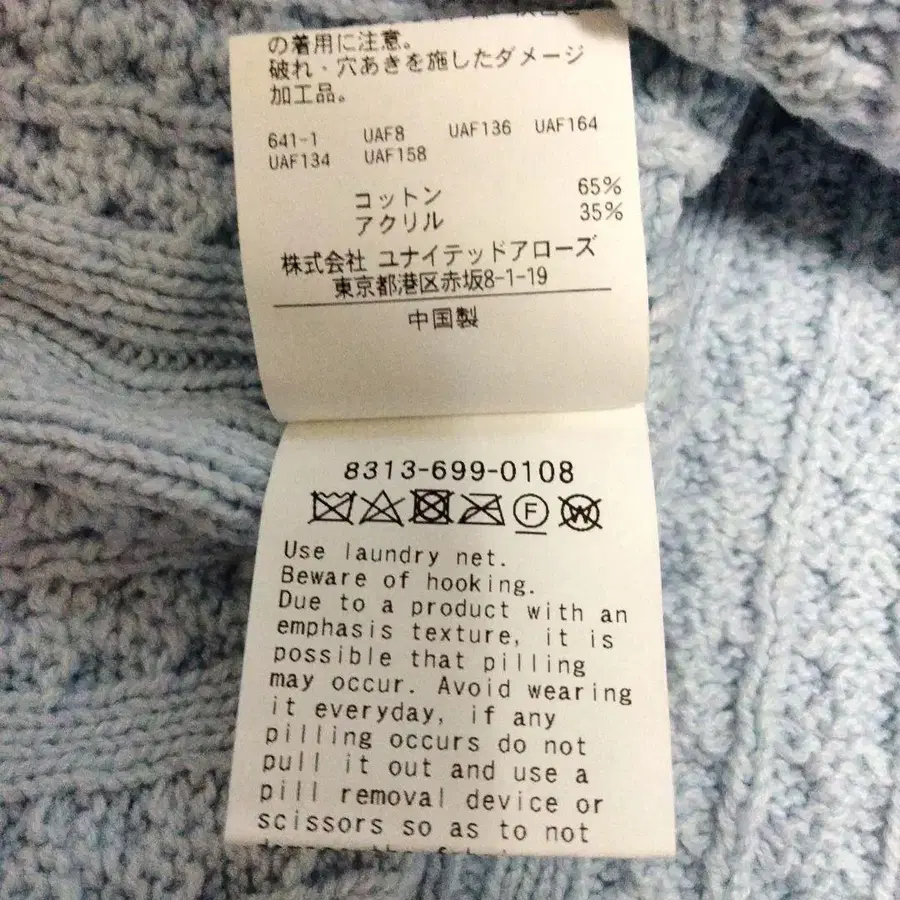 の着用に注意。
破れ・穴あきを施したダメージ
加工品。
641-1 UAF8 UAF136 UAF164
UAF134 UAF158
コットン 65%
アクリル 35%
株式会社 ユナイテッドアローズ
東京都港区赤坂8-1-19
中国製
8313-699-0108
F W
Use laundry net.
Beware of hooking.
Due to a product with an
emphasis texture, it is
possible that pilling
may occur. Avoid wearing
it everyday, if any
pilling occurs do not
pull it out and use a
pill removal device or
scissors so as to not